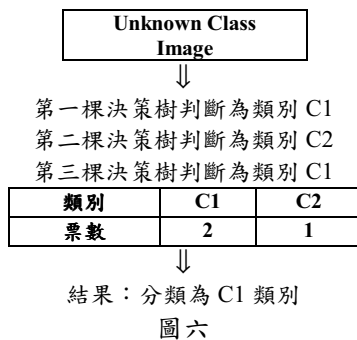 Unknown Class
Image
⇓
第一棵決策樹判斷為類別 C1
第二棵決策樹判斷為類別 C2
第三棵決策樹判斷為類別 C1
類別 C1 C2
票數 2 1
⇓
結果：分類為 C1 類別
圖六